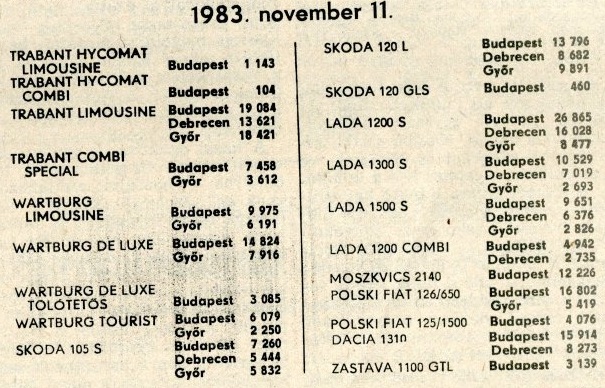 1983. november 11.
TRABANT HYCOMAT
LIMOUSINE Budapest 1 143
TRABANT HYCOMAT
COMBI Budapest 104
TRABANT LIMOUSINE Budapest 19 084
Debrecen 13 621
Győr 18 421
TRABANT COMBI
SPECIAL Budapest 7 458
Győr 3 612
WARTBURG
LIMOUSINE Budapest 9 975
Győr 6 191
WARTBURG DE LUXE Budapest 14 824
Győr 7 916
WARTBURG DE LUXE
TOLÓTETŐS Budapest 3 085
WARTBURG TOURIST Budapest 6 079
Győr 2 250
SKODA 105 S Budapest 7 260
Debrecen 5 444
Győr 5 832
SKODA 120 L Budapest 13 796
Debrecen 8 682
Győr 9 891
SKODA 120 GLS Budapest 460
LADA 1200 S Budapest 26 865
Debrecen 16 028
Győr 8 477
LADA 1300 S Budapest 10 529
Debrecen 7 019
Győr 2 693
LADA 1500 S Budapest 9 651
Debrecen 6 376
Győr 2 826
LADA 1200 COMBI Budapest 4 942
Debrecen 2 735
MOSZKVICS 2140 Budapest 12 226
POLSKI FIAT 126/650 Budapest 16 802
Győr 5 419
POLSKI FIAT 125/1500 Budapest 4 076
DACIA 1310 Budapest 15 914
Debrecen 8 273
ZASTAVA 1100 GTL Budapest 3 139